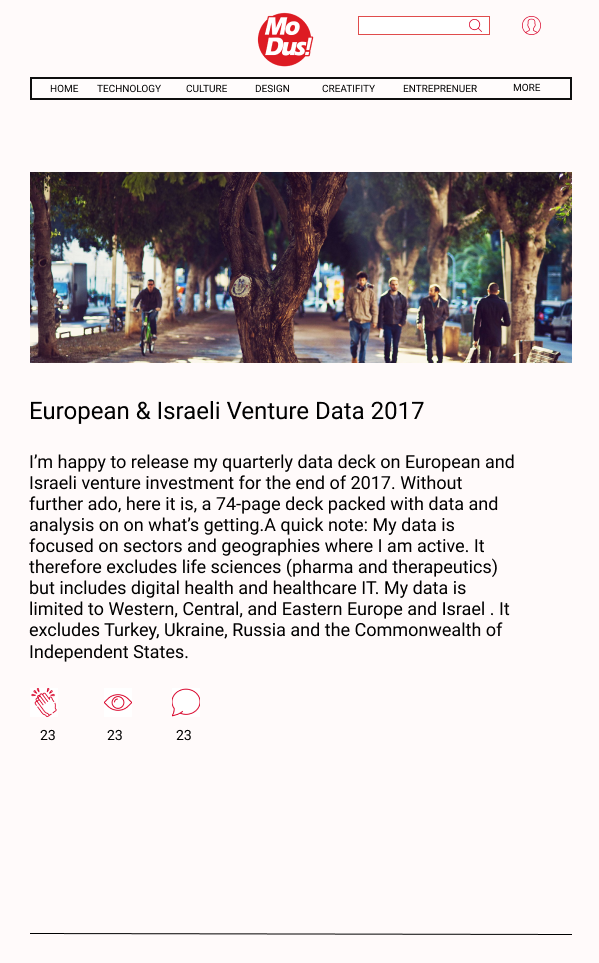 Mo
Dus!
HOME TECHNOLOGY CULTURE DESIGN CREATIFITY ENTREPRENUER MORE
European & Israeli Venture Data 2017
I’m happy to release my quarterly data deck on European and
Israeli venture investment for the end of 2017. Without
further ado, here it is, a 74-page deck packed with data and
analysis on on what’s getting.A quick note: My data is
focused on sectors and geographies where I am active. It
therefore excludes life sciences (pharma and therapeutics)
but includes digital health and healthcare IT. My data is
limited to Western, Central, and Eastern Europe and Israel . It
excludes Turkey, Ukraine, Russia and the Commonwealth of
Independent States.
23 23 23